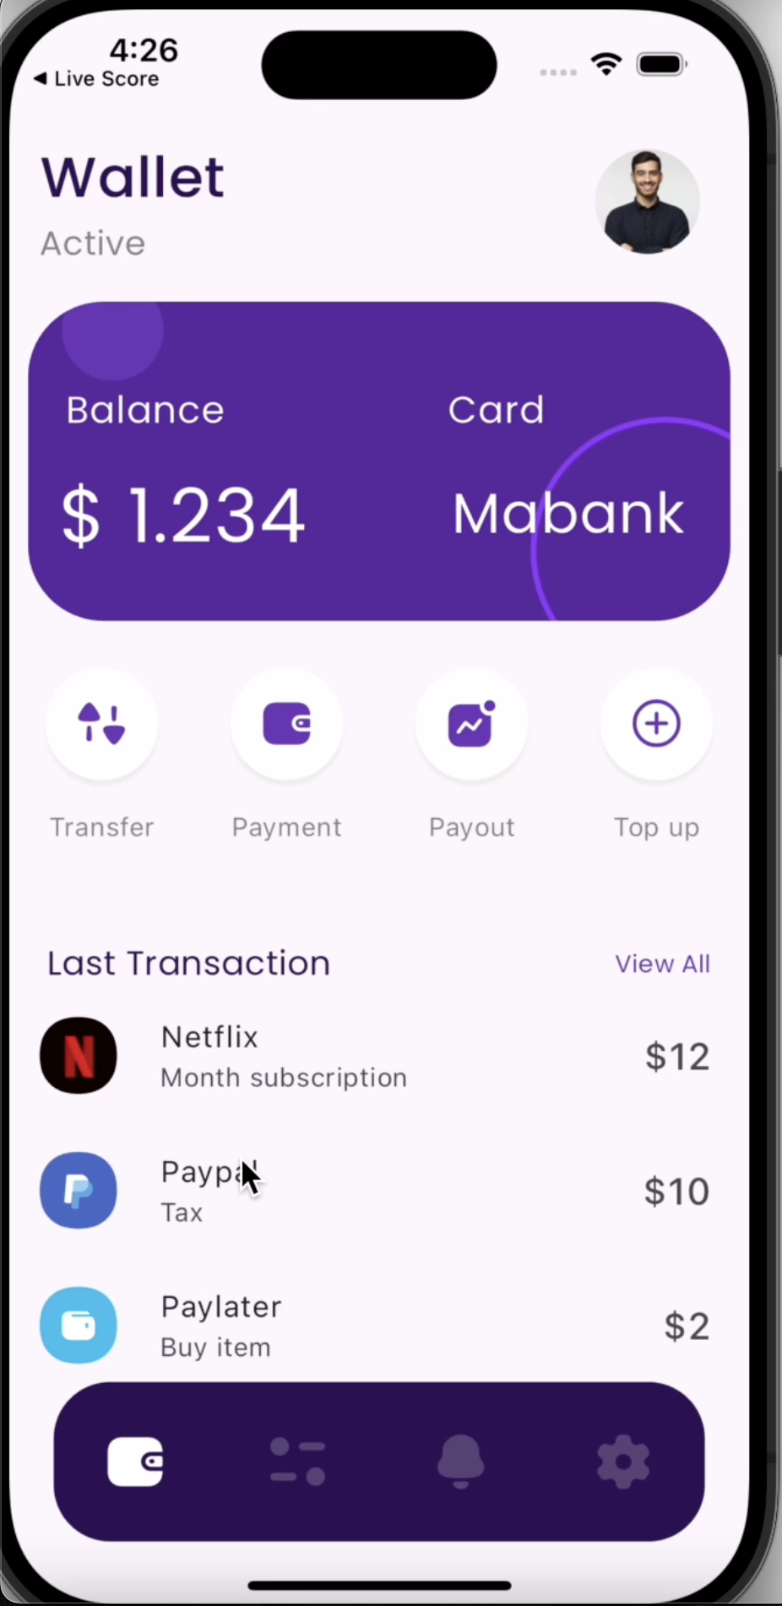 4:26
◀ Live Score
Wallet
Active
Balance
Card
$ 1.234
Mabank
Transfer
Payment
Payout
Top up
Last Transaction
View All
Netflix
Month subscription
$12
Paypal
Tax
$10
Paylater
Buy item
$2